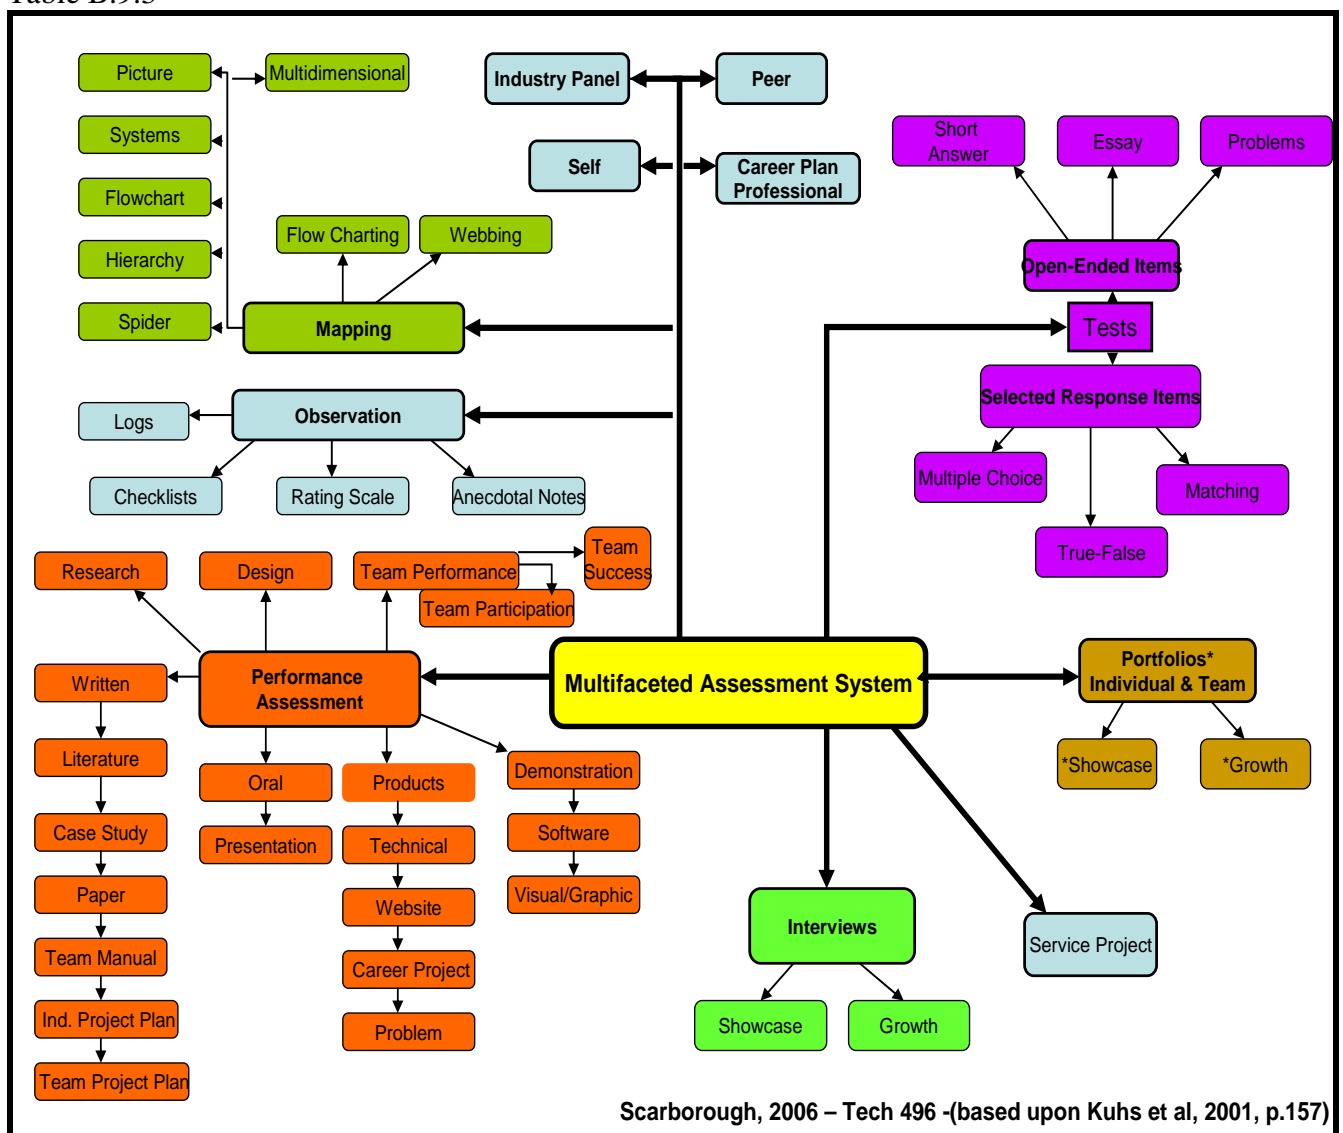 Table B.9.3
Picture
Multidimensional
Industry Panel
Peer
Systems
Short
Answer
Essay
Problems
Self
Career Plan
Professional
Flowchart
Flow Charting
Webbing
Hierarchy
Open-Ended Items
Spider
Mapping
Tests
Selected Response Items
Logs
Observation
Multiple Choice
Matching
Checklists
Rating Scale
Anecdotal Notes
True-False
Research
Design
Team Performance
Team
Success
Team Participation
Written
Performance
Assessment
Multifaceted Assessment System
Portfolios*
Individual & Team
Literature
Oral
Products
Demonstration
*Showcase
*Growth
Case Study
Presentation
Technical
Software
Paper
Website
Visual/Graphic
Interviews
Service Project
Team Manual
Career Project
Ind. Project Plan
Problem
Showcase
Growth
Team Project Plan
Scarborough, 2006 – Tech 496 -(based upon Kuhs et al, 2001, p.157)